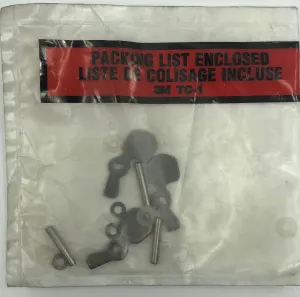 PACKING LIST ENCLOSED
LISTE DE COLISAGE INCLUSE
3M TC-1